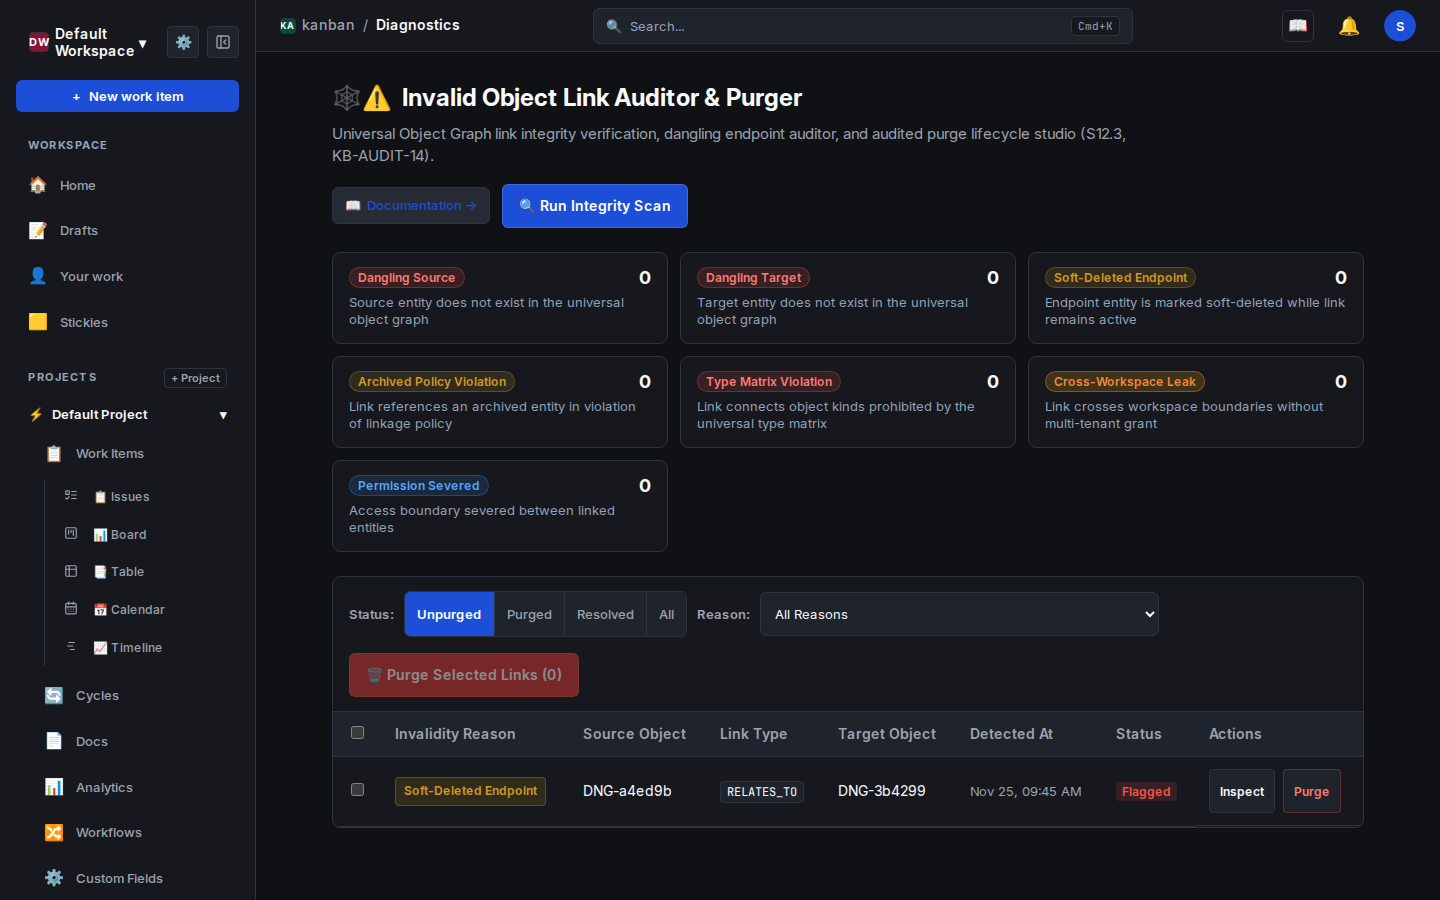 DW Default Workspace ▾
+ New work item
WORKSPACE
Home
Drafts
Your work
Stickies
PROJECTS
+ Project
Default Project ▾
Work Items
Issues
Board
Table
Calendar
Timeline
Cycles
Docs
Analytics
Workflows
Custom Fields
KA kanban / Diagnostics
Search...
Cmd+K
S
Invalid Object Link Auditor & Purger
Universal Object Graph link integrity verification, dangling endpoint auditor, and audited purge lifecycle studio (S12.3,
KB-AUDIT-14).
Documentation →
Run Integrity Scan
Dangling Source 0
Source entity does not exist in the universal
object graph
Dangling Target 0
Target entity does not exist in the universal
object graph
Soft-Deleted Endpoint 0
Endpoint entity is marked soft-deleted while link
remains active
Archived Policy Violation 0
Link references an archived entity in violation
of linkage policy
Type Matrix Violation 0
Link connects object kinds prohibited by the
universal type matrix
Cross-Workspace Leak 0
Link crosses workspace boundaries without
multi-tenant grant
Permission Severed 0
Access boundary severed between linked
entities
Status: Unpurged Purged Resolved All Reason: All Reasons
Purge Selected Links (0)
Invalidity Reason Source Object Link Type Target Object Detected At Status Actions
Soft-Deleted Endpoint DNG-a4ed9b RELATES_TO DNG-3b4299 Nov 25, 09:45 AM Flagged Inspect Purge